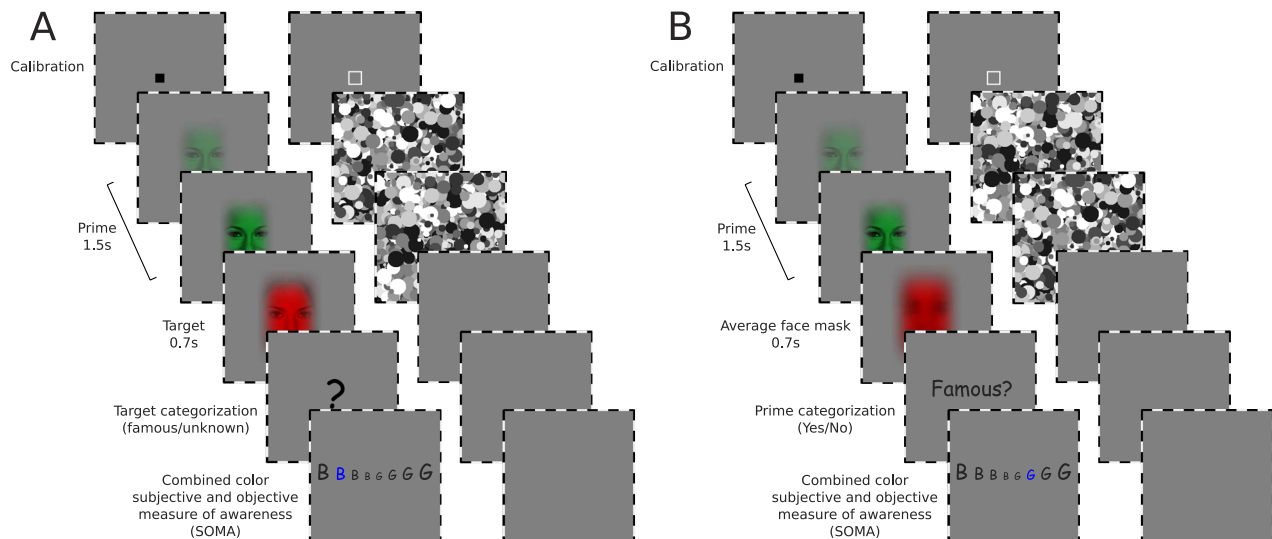 A
Calibration
Prime
1.5s
Target
0.7s
?
Target categorization
(famous/unknown)
B B B B G G G G
Combined color
subjective and objective
measure of awareness
(SOMA)
B
Calibration
Prime
1.5s
Average face mask
0.7s
Famous?
Prime categorization
(Yes/No)
B B B B G G G G
Combined color
subjective and objective
measure of awareness
(SOMA)